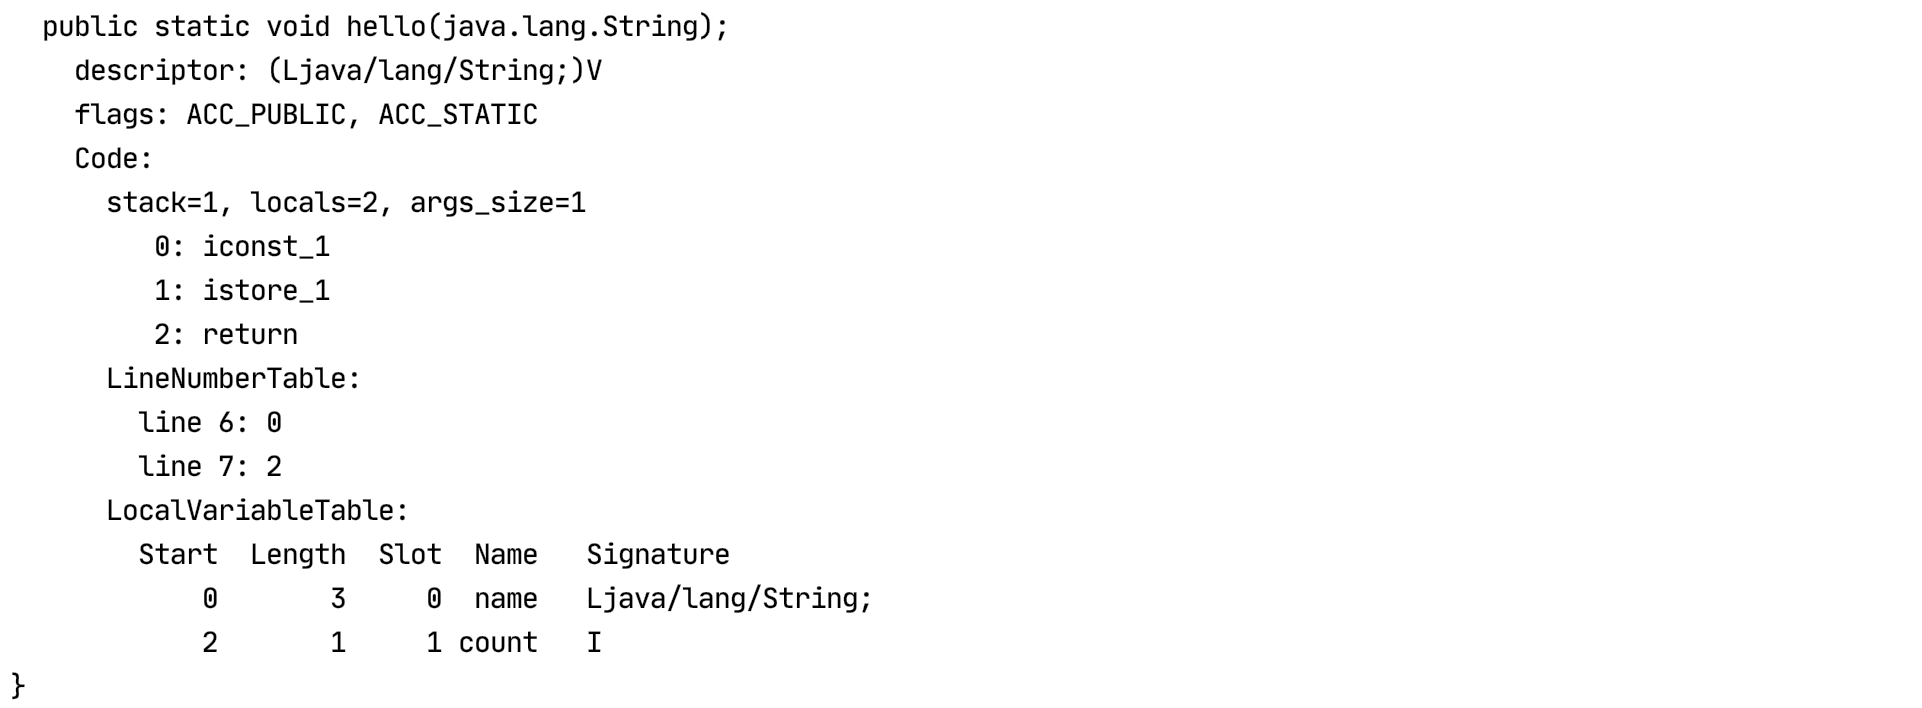 public static void hello(java.lang.String);
descriptor: (Ljava/lang/String;)V
flags: ACC_PUBLIC, ACC_STATIC
Code:
stack=1, locals=2, args_size=1
0: iconst_1
1: istore_1
2: return
LineNumberTable:
line 6: 0
line 7: 2
LocalVariableTable:
Start  Length  Slot  Name   Signature
0       3     0  name   Ljava/lang/String;
2       1     1 count   I
}